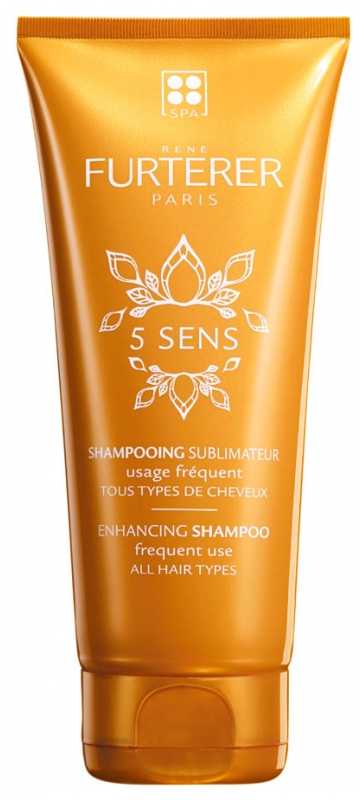 SPA
RENE
FURTERER
PARIS
5 SENS
SHAMPOOING SUBLIMATEUR
usage fréquent
TOUS TYPES DE CHEVEUX
ENHANCING SHAMPOO
frequent use
ALL HAIR TYPES